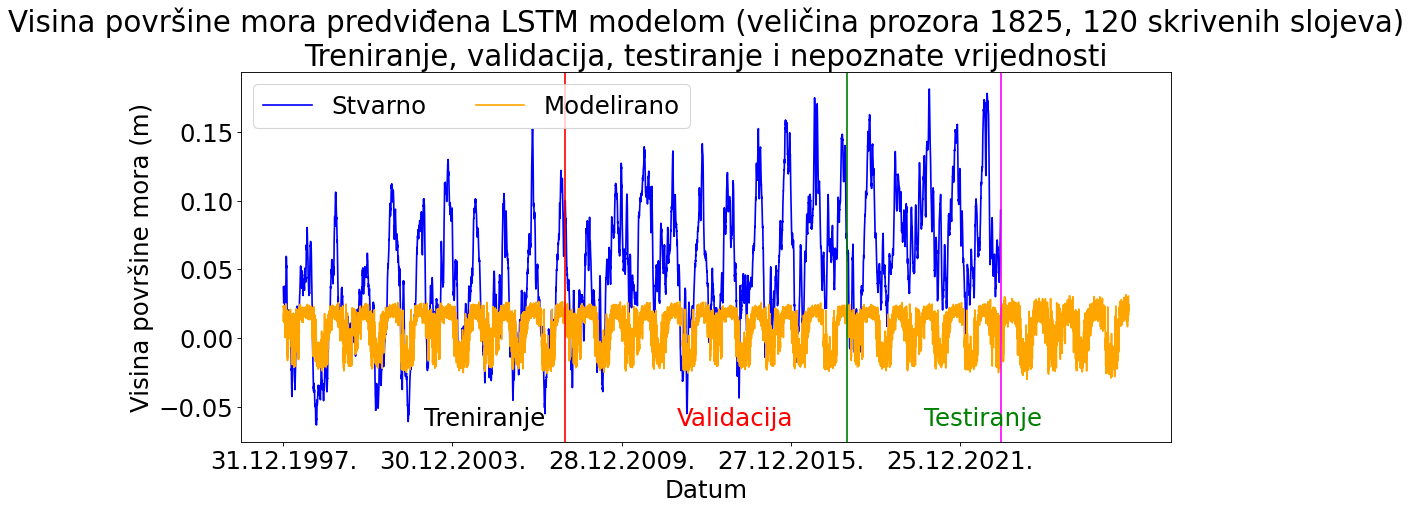 Visina površine mora predviđena LSTM modelom (veličina prozora 1825, 120 skrivenih slojeva)
Treniranje, validacija, testiranje i nepoznate vrijednosti
Stvarno Modelirano
Visina površine mora (m)
0.15
0.10
0.05
0.00
−0.05
Treniranje Validacija Testiranje
31.12.1997. 30.12.2003. 28.12.2009. 27.12.2015. 25.12.2021.
Datum